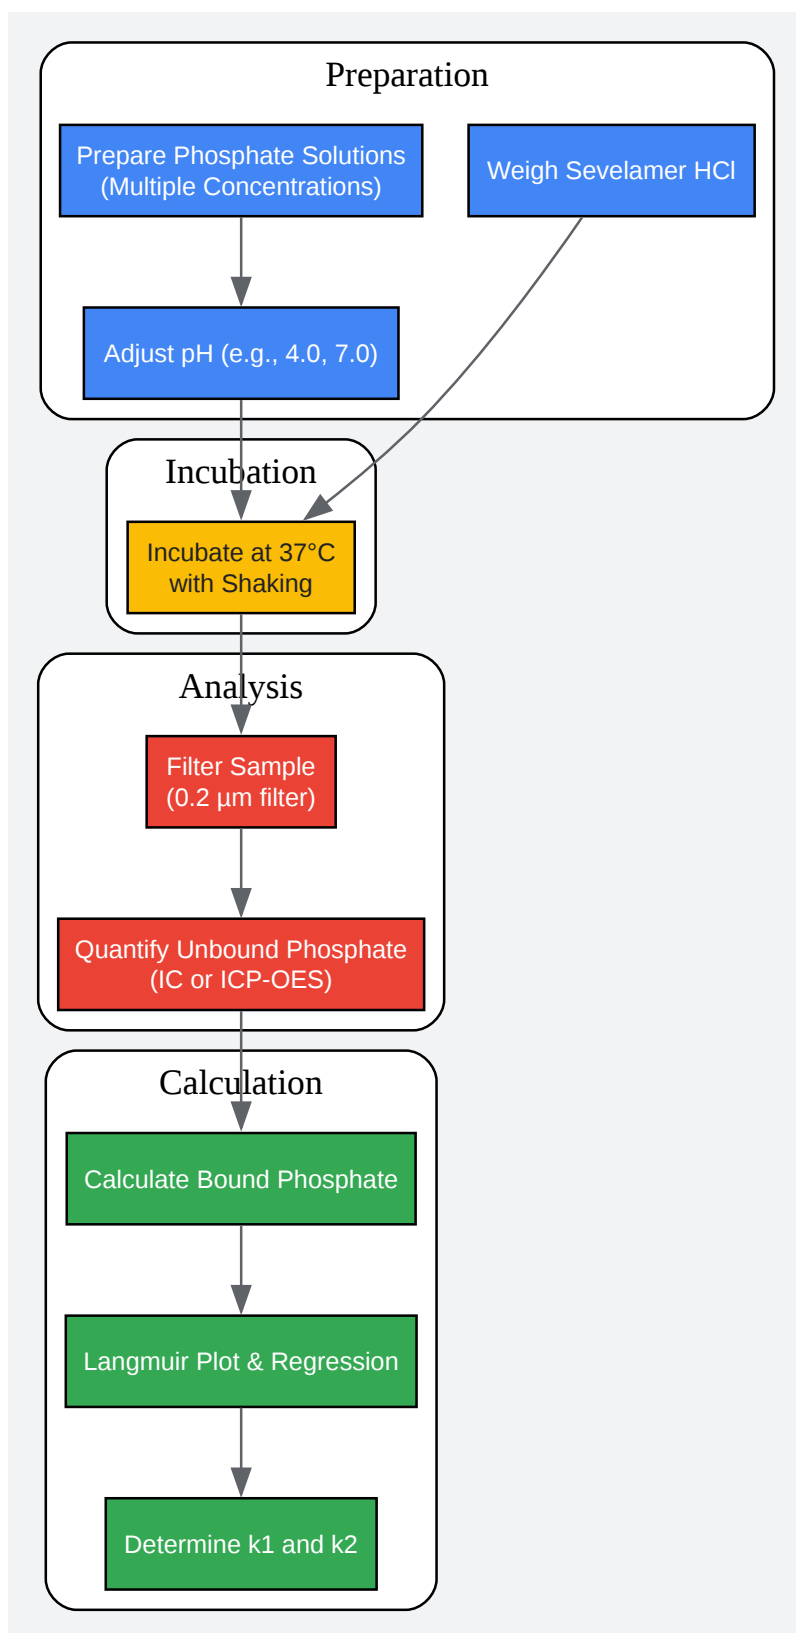 Preparation
Prepare Phosphate Solutions
(Multiple Concentrations)
Weigh Sevelamer HCl
Adjust pH (e.g., 4.0, 7.0)
Incubation
Incubate at 37°C
with Shaking
Analysis
Filter Sample
(0.2 µm filter)
Quantify Unbound Phosphate
(IC or ICP-OES)
Calculation
Calculate Bound Phosphate
Langmuir Plot & Regression
Determine k1 and k2